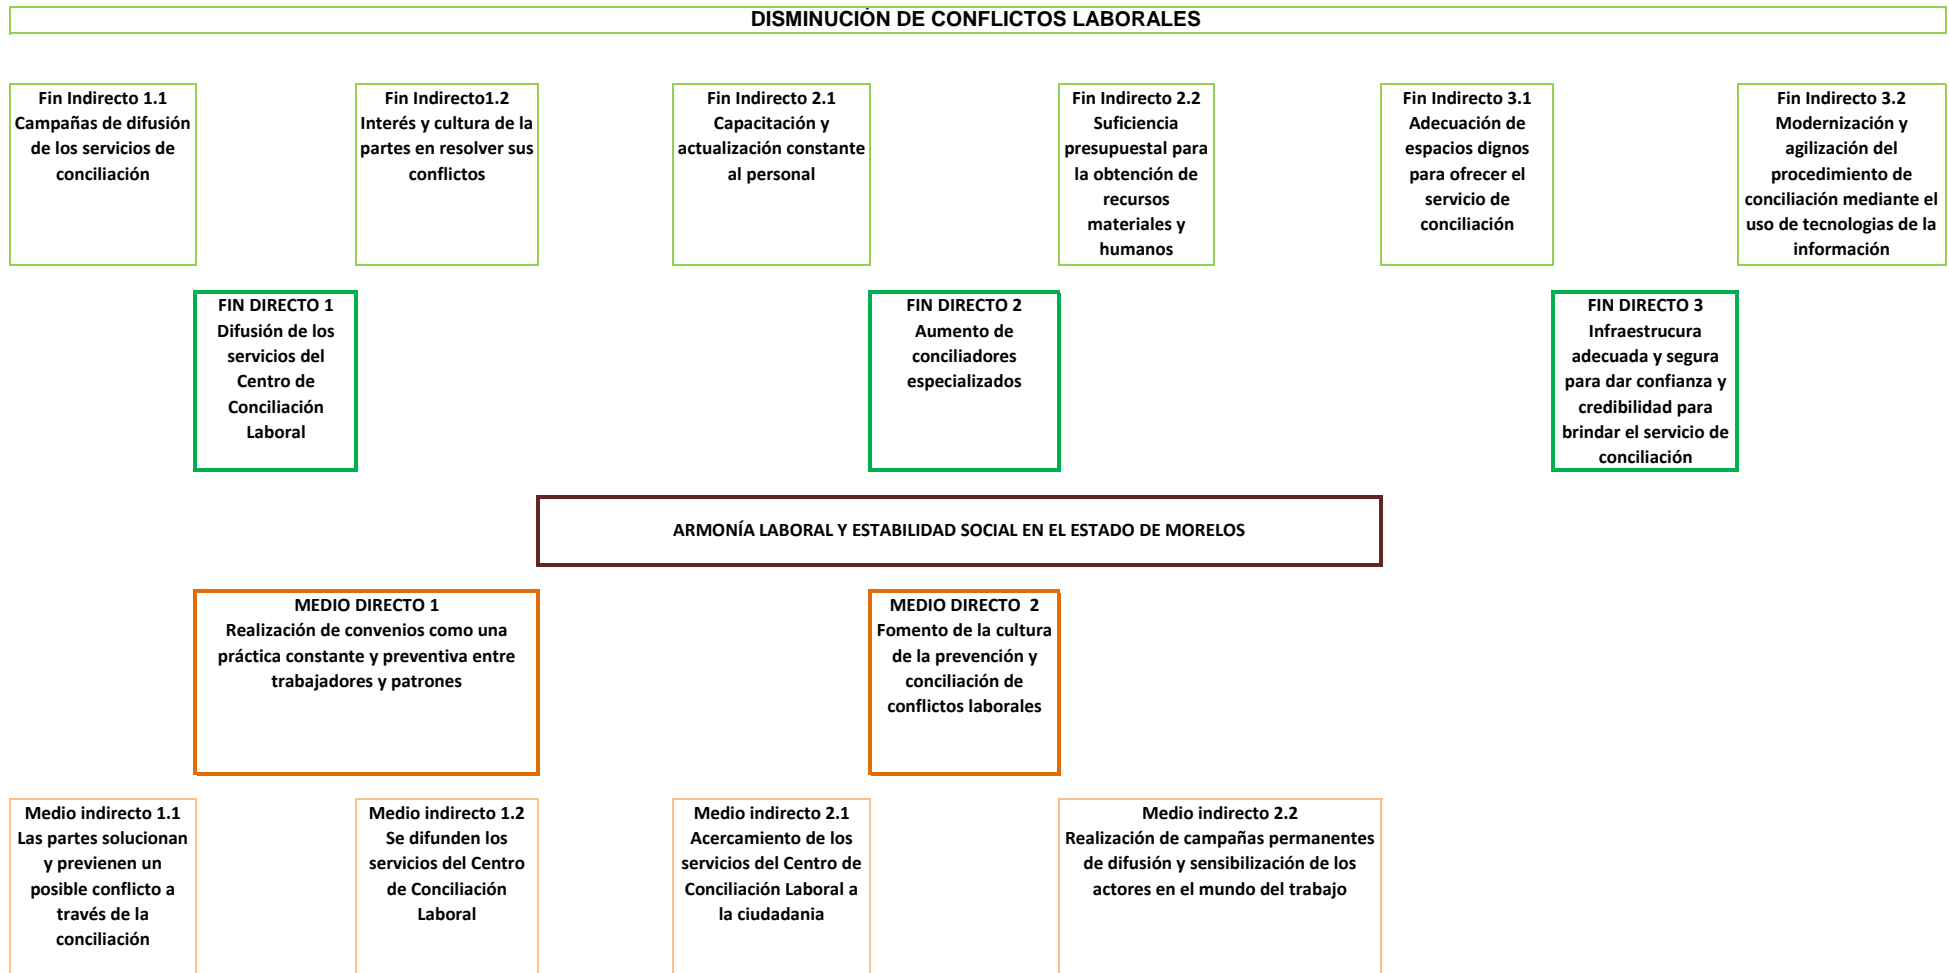 DISMINUCIÓN DE CONFLICTOS LABORALES
Fin Indirecto 1.1
Campañas de difusión
de los servicios de
conciliación
Fin Indirecto1.2
Interés y cultura de la
partes en resolver sus
conflictos
Fin Indirecto 2.1
Capacitación y
actualización constante
al personal
Fin Indirecto 2.2
Suficiencia
presupuestal para
la obtención de
recursos
materiales y
humanos
Fin Indirecto 3.1
Adecuación de
espacios dignos
para ofrecer el
servicio de
conciliación
Fin Indirecto 3.2
Modernización y
agilización del
procedimiento de
conciliación mediante el
uso de tecnologias de la
información
FIN DIRECTO 1
Difusión de los
servicios del
Centro de
Conciliación
Laboral
FIN DIRECTO 2
Aumento de
conciliadores
especializados
FIN DIRECTO 3
Infraestrucura
adecuada y segura
para dar confianza y
credibilidad para
brindar el servicio de
conciliación
ARMONÍA LABORAL Y ESTABILIDAD SOCIAL EN EL ESTADO DE MORELOS
MEDIO DIRECTO 1
Realización de convenios como una
práctica constante y preventiva entre
trabajadores y patrones
MEDIO DIRECTO  2
Fomento de la cultura
de la prevención y
conciliación de
conflictos laborales
Medio indirecto 1.1
Las partes solucionan
y previenen un
posible conflicto a
través de la
conciliación
Medio indirecto 1.2
Se difunden los
servicios del Centro
de Conciliación
Laboral
Medio indirecto 2.1
Acercamiento de los
servicios del Centro de
Conciliación Laboral a
la ciudadania
Medio indirecto 2.2
Realización de campañas permanentes
de difusión y sensibilización de los
actores en el mundo del trabajo